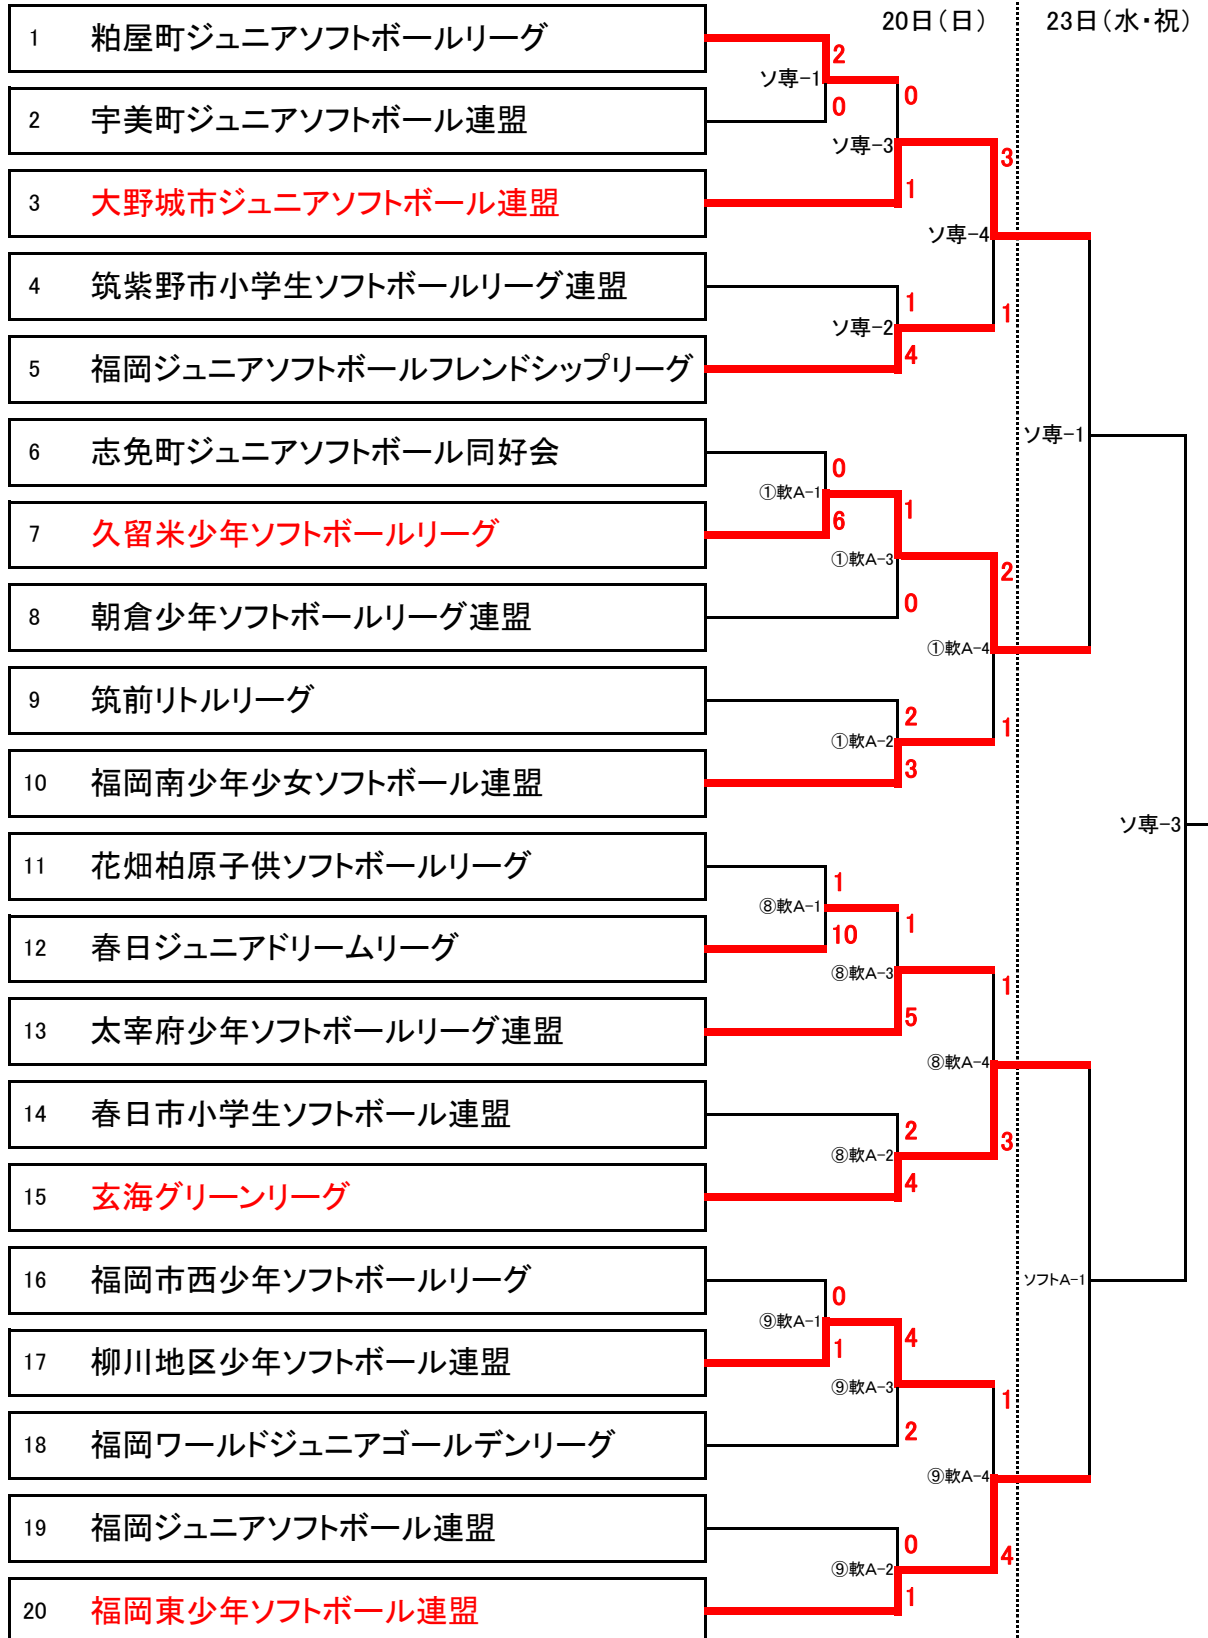 20日（日）
23日（水・祝）
1 粕屋町ジュニアソフトボールリーグ
2
ソ専-1
0
0
2 宇美町ジュニアソフトボール連盟
ソ専-3
3
3 大野城市ジュニアソフトボール連盟
1
ソ専-4
4 筑紫野市小学生ソフトボールリーグ連盟
1
1
ソ専-2
5 福岡ジュニアソフトボールフレンドシップリーグ
4
ソ専-1
6 志免町ジュニアソフトボール同好会
0
①軟A-1
1
7 久留米少年ソフトボールリーグ
6
①軟A-3
2
8 朝倉少年ソフトボールリーグ連盟
0
①軟A-4
9 筑前リトルリーグ
2
1
①軟A-2
10 福岡南少年少女ソフトボール連盟
3
ソ専-3
11 花畑柏原子供ソフトボールリーグ
1
⑧軟A-1
1
12 春日ジュニアドリームリーグ
10
⑧軟A-3
1
13 太宰府少年ソフトボールリーグ連盟
5
⑧軟A-4
14 春日市小学生ソフトボール連盟
2
3
⑧軟A-2
15 玄海グリーンリーグ
4
16 福岡市西少年ソフトボールリーグ
ソフトA-1
0
⑨軟A-1
4
17 柳川地区少年ソフトボール連盟
1
⑨軟A-3
1
18 福岡ワールドジュニアゴールデンリーグ
2
⑨軟A-4
19 福岡ジュニアソフトボール連盟
0
4
⑨軟A-2
20 福岡東少年ソフトボール連盟
1